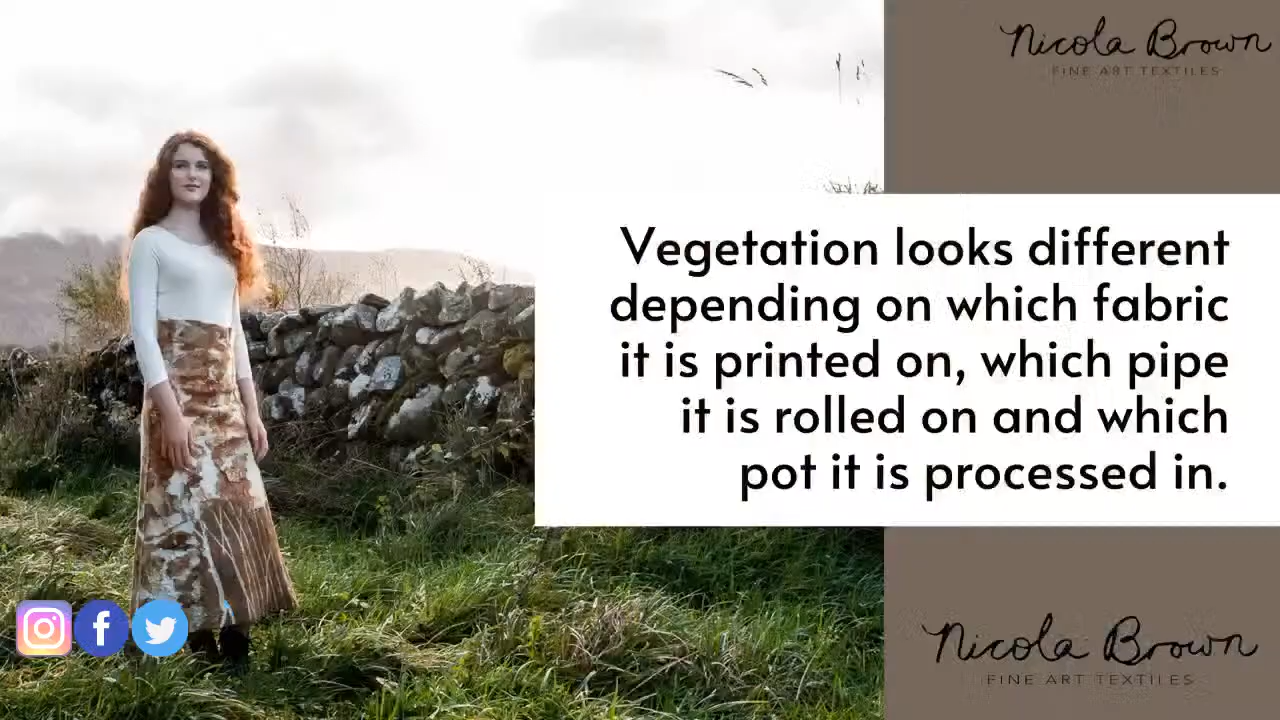 Nicola Brown
FINE ART TEXTILES
Vegetation looks different
depending on which fabric
it is printed on, which pipe
it is rolled on and which
pot it is processed in.
Nicola Brown
FINE ART TEXTILES